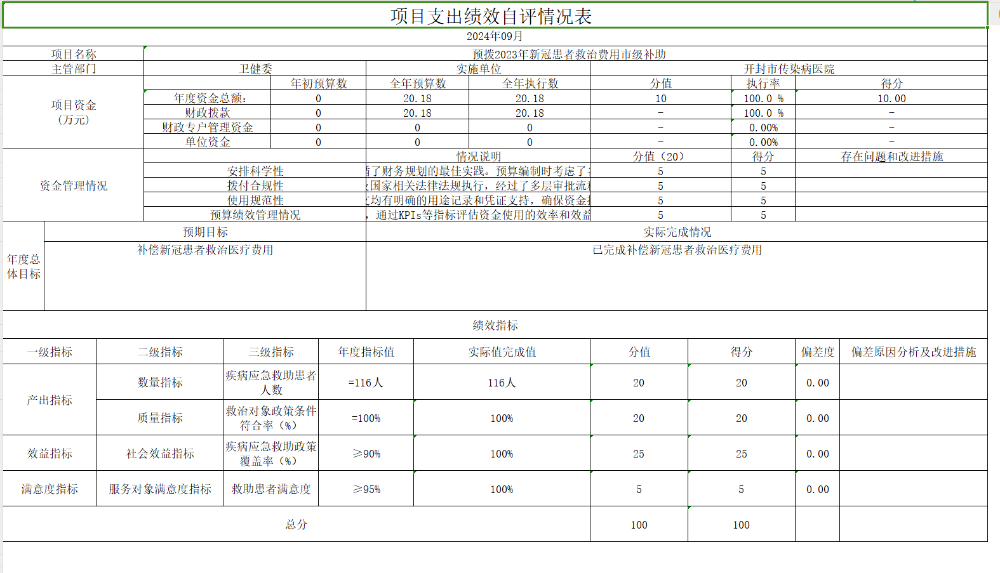 项目支出绩效自评情况表
2024年09月
项目名称 预拨2023年新冠患者救治费用市级补助
主管部门 卫健委 实施单位 开封市传染病医院
项目资金
(万元)
年初预算数 全年预算数 全年执行数 分值 执行率 得分
年度资金总额： 0 20.18 20.18 10 100.0 % 10.00
财政拨款 0 20.18 20.18 － 100.0 % －
财政专户管理资金 0 0 0 － 0.00% －
单位资金 0 0 0 － 0.00% －
资金管理情况
情况说明 分值（20） 得分 存在问题和改进措施
安排科学性 了财务规划的最佳实践。预算编制时考虑了 5 5
拨付合规性 国家相关法律法规执行，经过了多层审批流 5 5
使用规范性 均有明确的用途记录和凭证支持，确保资金 5 5
预算绩效管理情况 ，通过KPIs等指标评估资金使用的效率和效益 5 5
年度总
体目标
预期目标 实际完成情况
补偿新冠患者救治医疗费用 已完成补偿新冠患者救治医疗费用
绩效指标
一级指标 二级指标 三级指标 年度指标值 实际值完成值 分值 得分 偏差度 偏差原因分析及改进措施
产出指标
数量指标 疾病应急救助患者
人数 =116人 116人 20 20 0.00
质量指标 救治对象政策条件
符合率（%） =100% 100% 20 20 0.00
效益指标 社会效益指标 疾病应急救助政策
覆盖率（%） ≥90% 100% 25 25 0.00
满意度指标 服务对象满意度指标 救助患者满意度 ≥95% 100% 5 5 0.00
总分 100 100